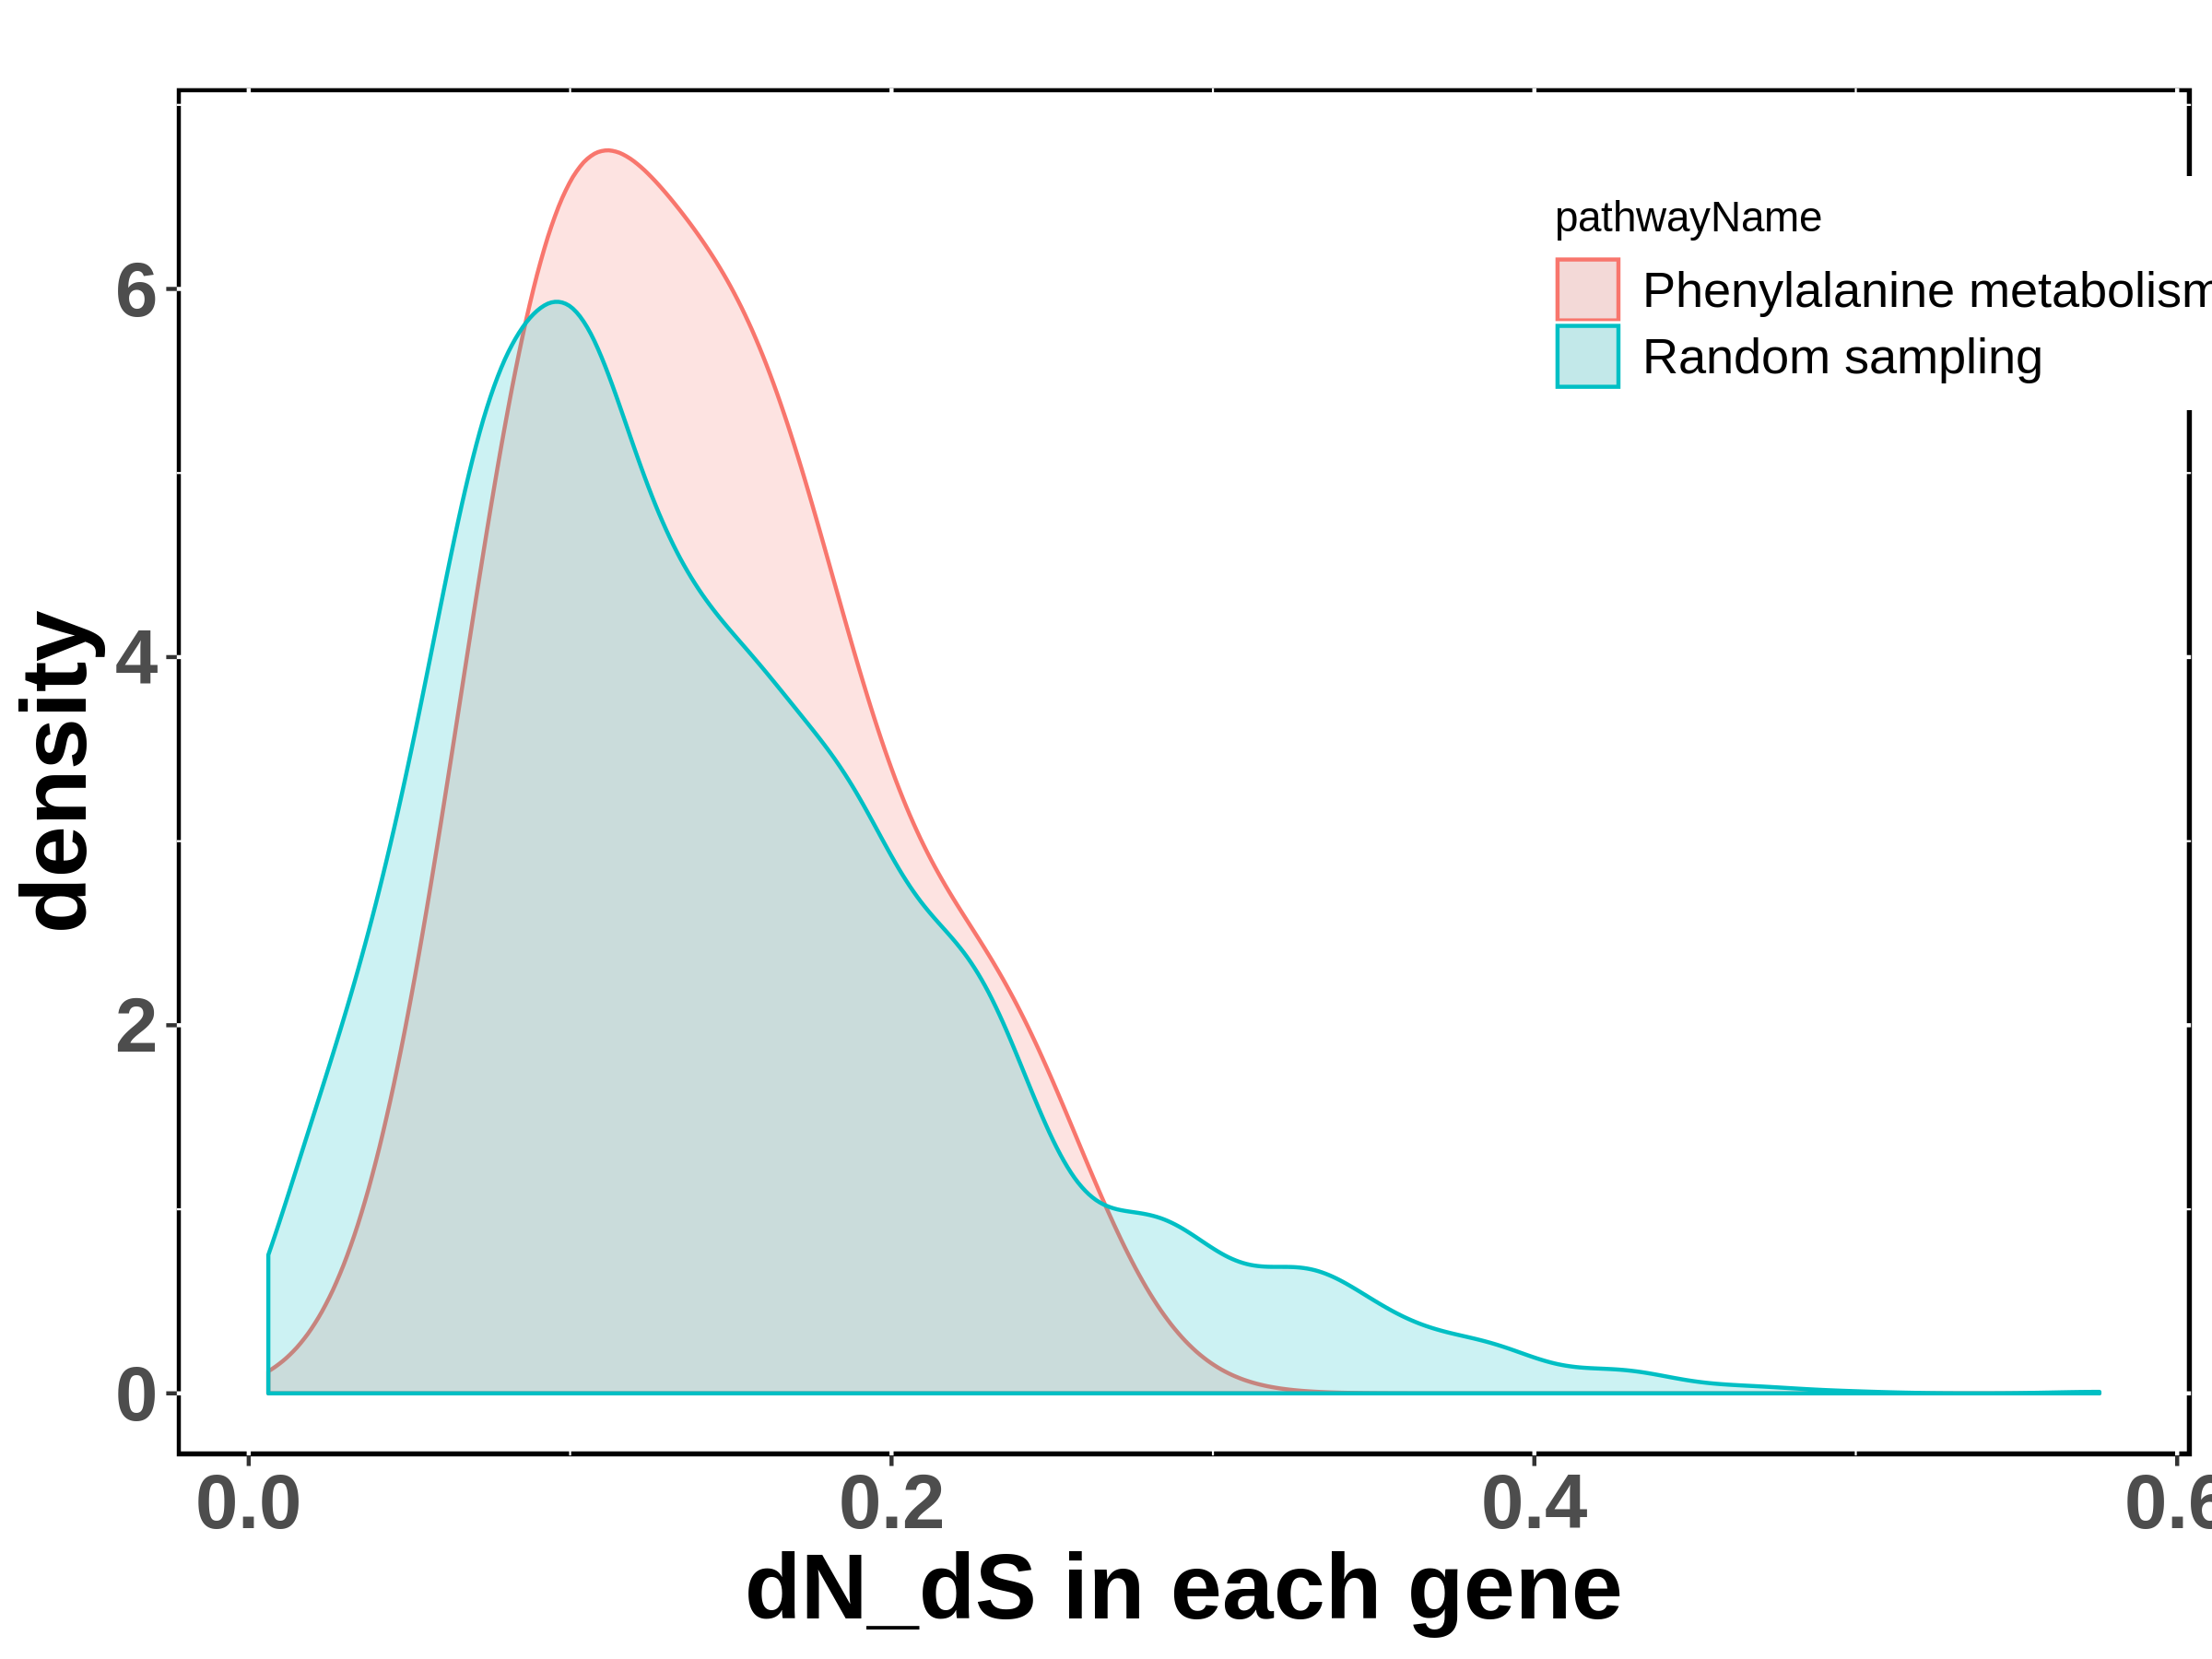 pathwayName
Phenylalanine metabolism
Random sampling
density
6
4
2
0
0.0 0.2 0.4 0.6
dN_dS in each gene